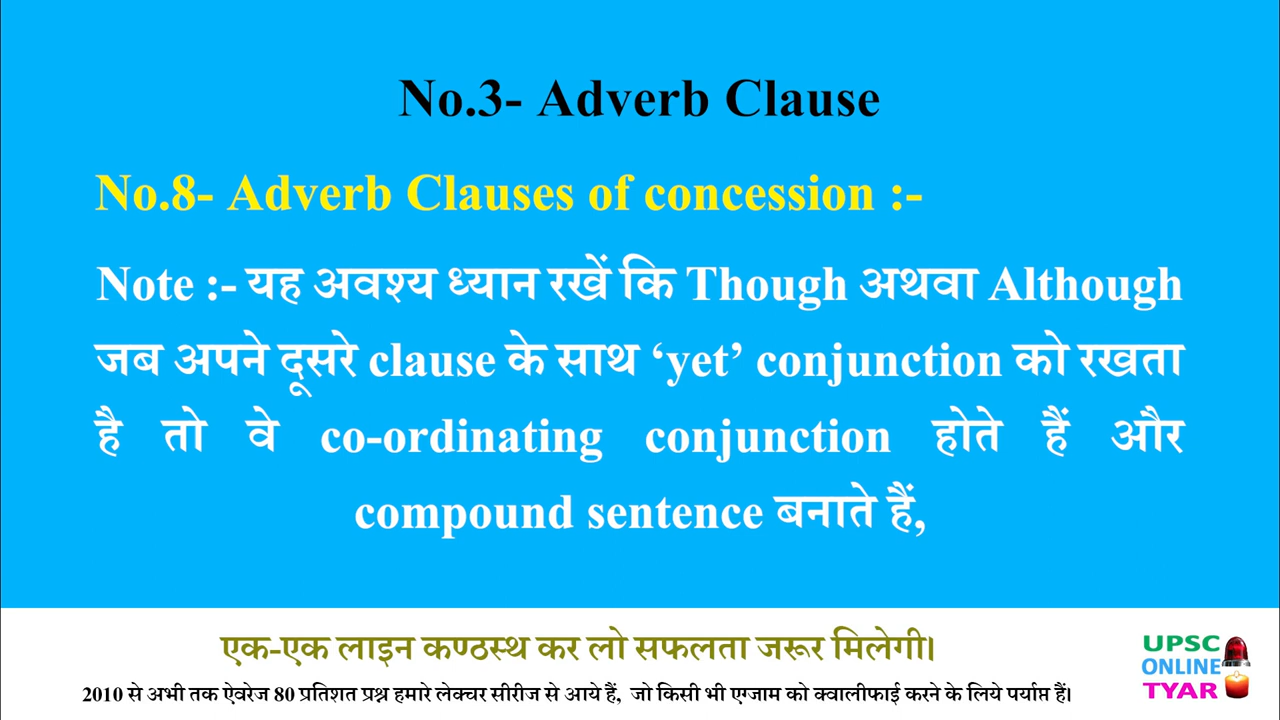 No.3- Adverb Clause
No.8- Adverb Clauses of concession :-
Note :- यह अवश्य ध्यान रखें कि Though अथवा Although
जब अपने दूसरे clause के साथ ‘yet’ conjunction को रखता
है तो वे co-ordinating conjunction होते हैं और
compound sentence बनाते हैं,
एक-एक लाइन कण्ठस्थ कर लो सफलता जरूर मिलेगी।
2010 से अभी तक ऐवरेज 80 प्रतिशत प्रश्न हमारे लेक्चर सीरीज से आये हैं, जो किसी भी एग्जाम को क्वालीफाई करने के लिये पर्याप्त हैं।
UPSC
ONLINE
TYAR